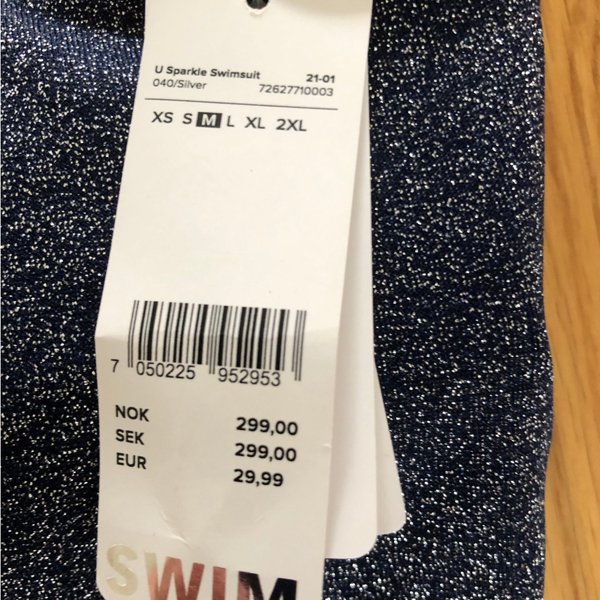 U Sparkle Swimsuit 21-01
040/Silver 72627710003
XS S M L XL 2XL
7 050225 952953
NOK 299,00
SEK 299,00
EUR 29,99
SWIM